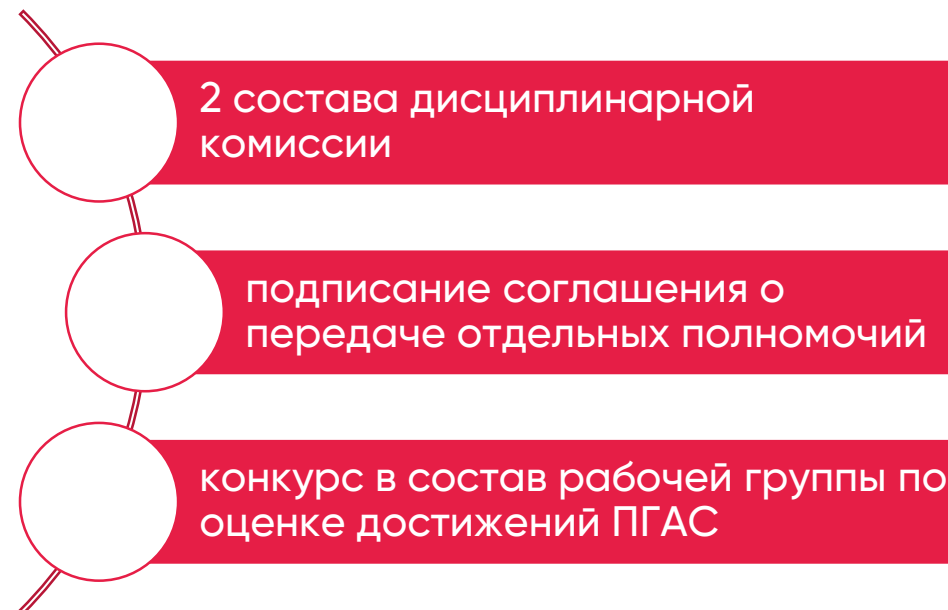 2 состава дисциплинарной
комиссии
подписание соглашения о
передаче отдельных полномочий
конкурс в состав рабочей группы по
оценке достижений ПГАС